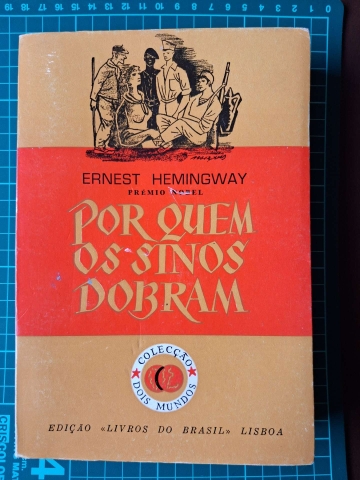 ERNEST HEMINGWAY
PRÉMIO NOBEL
POR QUEM
OS SINOS
DOBRAM
COLECÇÃO
DOIS MUNDOS
EDIÇÃO «LIVROS DO BRASIL» LISBOA